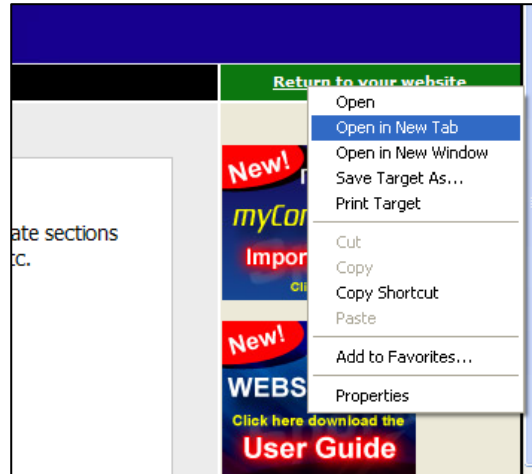 Return to your website
Open
Open in New Tab
Open in New Window
Save Target As...
Print Target
Cut
Copy
Copy Shortcut
Paste
Add to Favorites...
Properties
ate sections
tc.
New!
myCo
Impor
Cli
New!
WEBS
Click here download the
User Guide